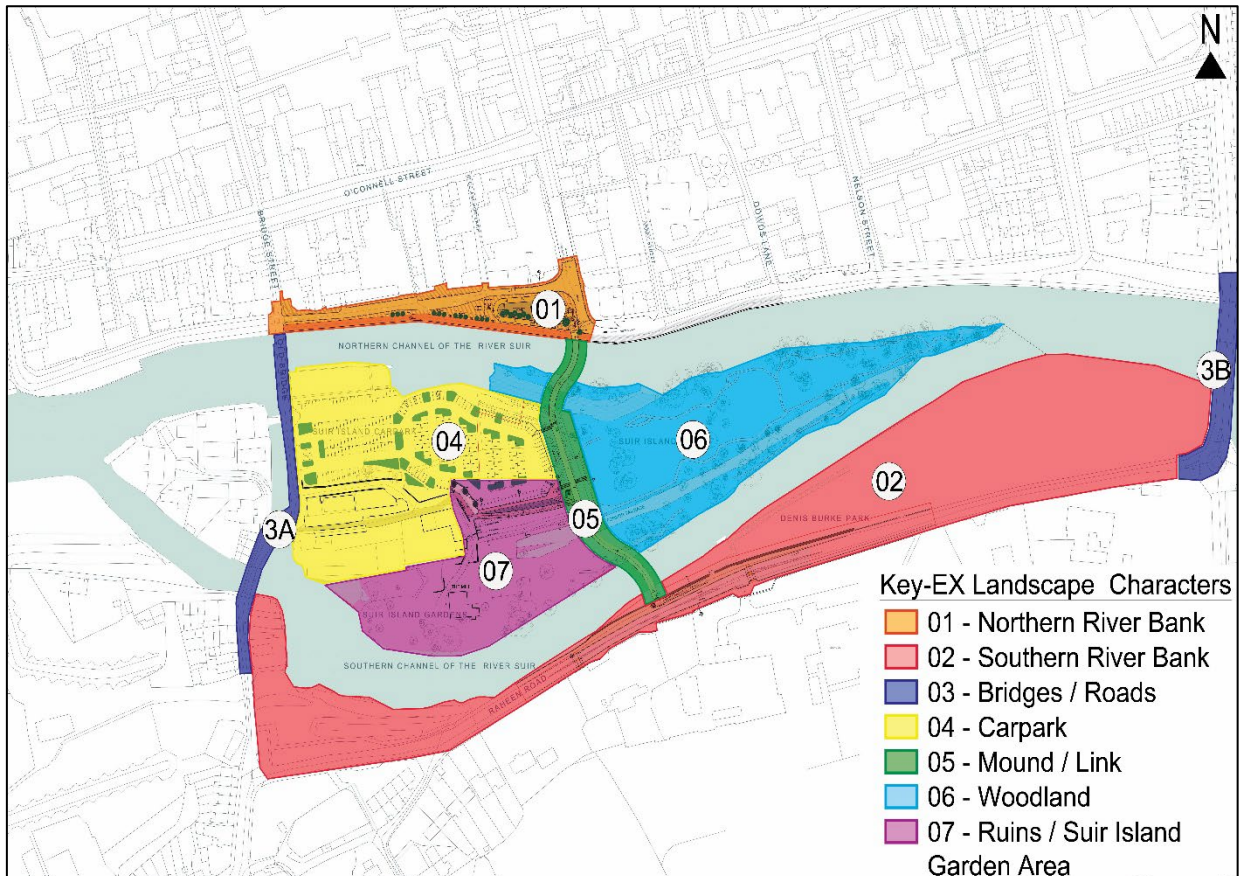 N
O'CONNELL STREET
BRIDGE STREET
DOWDS LANE
NELSON STREET
01
NORTHERN CHANNEL OF THE RIVER SUIR
3B
SUIR ISLAND CARPARK
04
SUIR ISLAND
06
02
3A
05
DENIS BURKE PARK
07
SUIR ISLAND GARDENS
SOUTHERN CHANNEL OF THE RIVER SUIR
RAHEEN ROAD
Key-EX Landscape Characters
01 - Northern River Bank
02 - Southern River Bank
03 - Bridges / Roads
04 - Carpark
05 - Mound / Link
06 - Woodland
07 - Ruins / Suir Island
Garden Area